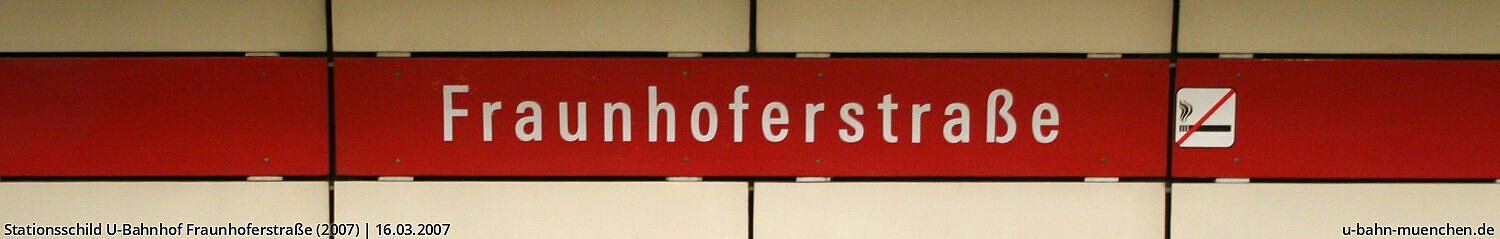 Fraunhoferstraße
Stationsschild U-Bahnhof Fraunhoferstraße (2007) | 16.03.2007
u-bahn-muenchen.de